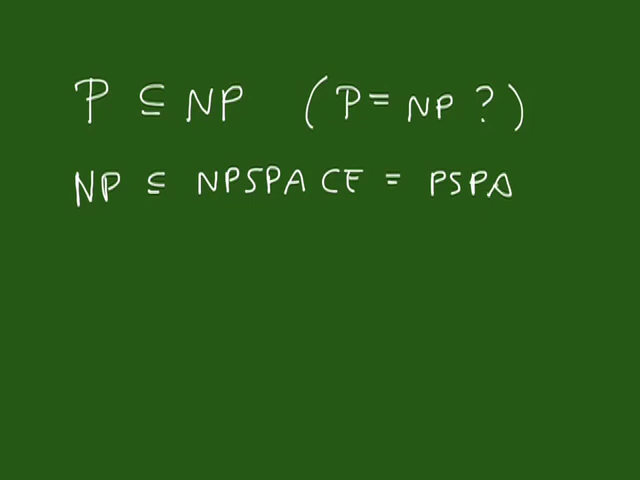 P ⊆ NP (P = NP ?)
NP ⊆ NPSPACE = PSPA